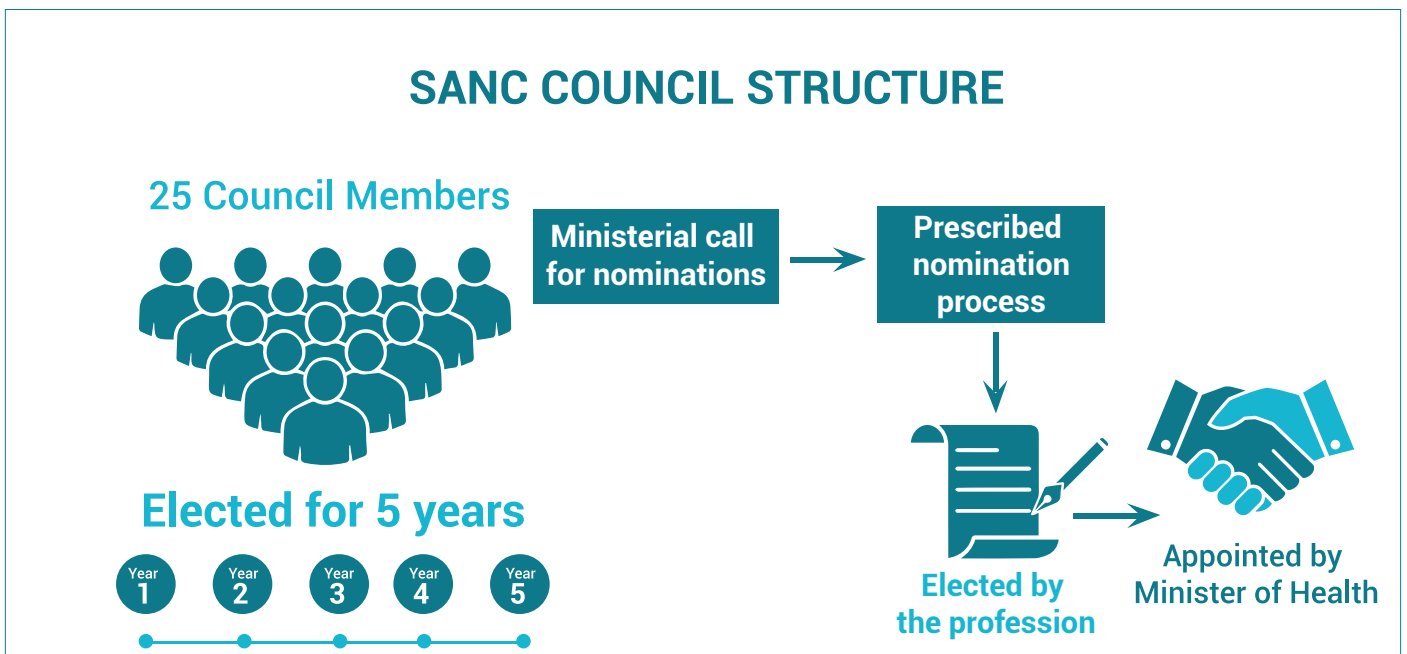 SANC COUNCIL STRUCTURE
25 Council Members
Ministerial call
for nominations
Prescribed
nomination
process
Elected for 5 years
Year
1
Year
2
Year
3
Year
4
Year
5
Elected by
the profession
Appointed by
Minister of Health